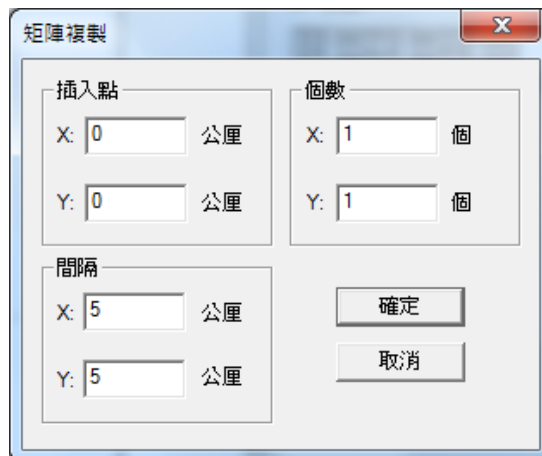 矩陣複製
插入點
X: 0 公厘
Y: 0 公厘
個數
X: 1 個
Y: 1 個
間隔
X: 5 公厘
Y: 5 公厘
確定
取消